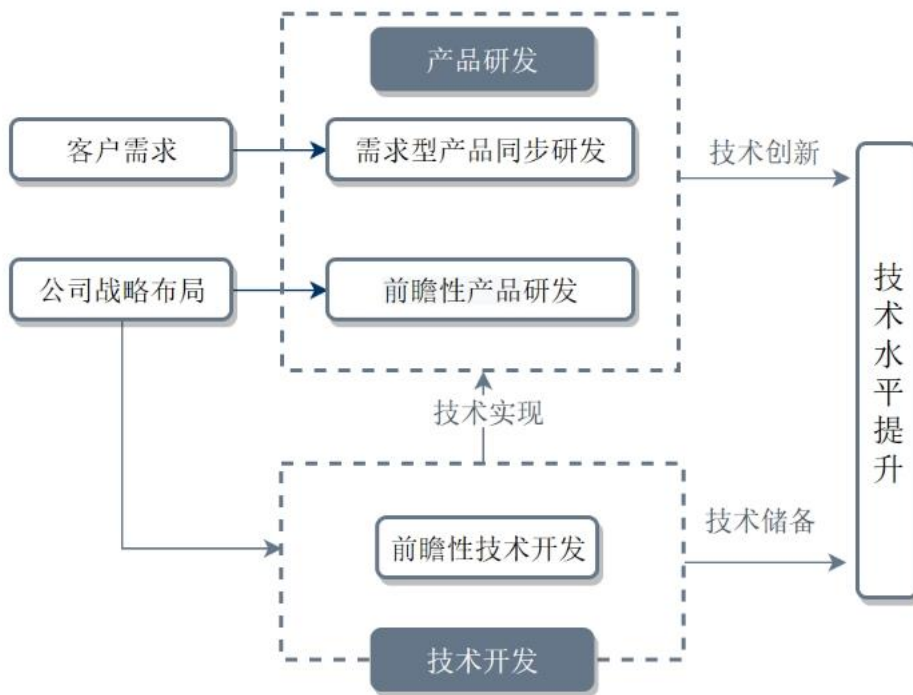 产品研发
客户需求
需求型产品同步研发
技术创新
公司战略布局
前瞻性产品研发
技术水平提升
技术实现
前瞻性技术开发
技术储备
技术开发